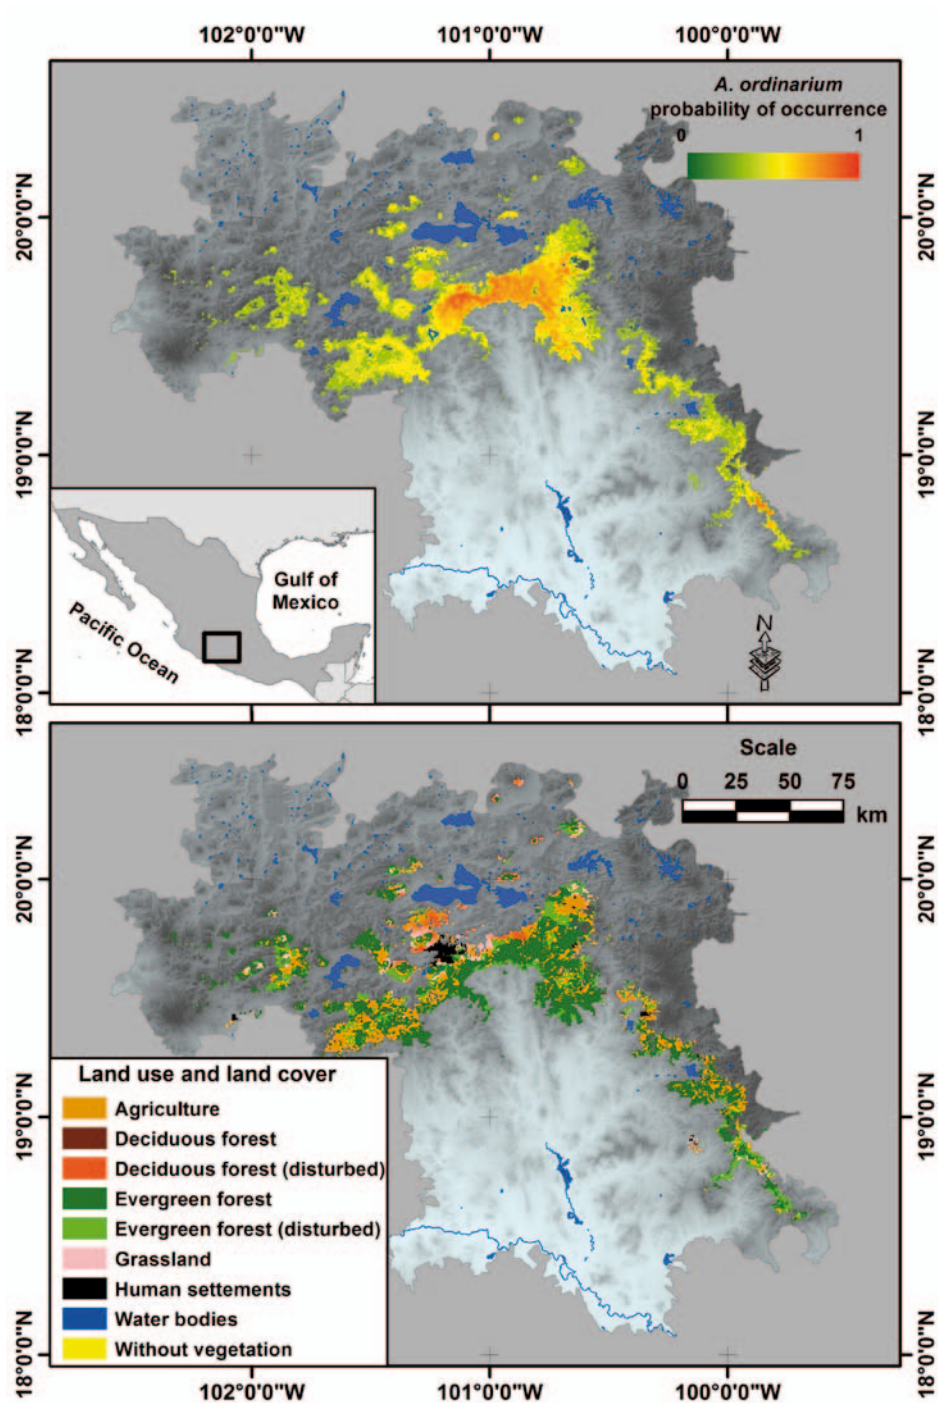 102°0'0"W 101°0'0"W 100°0'0"W
A. ordinarium
probability of occurrence
0 1
20°0'0"N
20°0'0"N
19°0'0"N
19°0'0"N
Gulf of
Mexico
Pacific Ocean
N
18°0'0"N
18°0'0"N
Scale
0 25 50 75
km
20°0'0"N
20°0'0"N
Land use and land cover
Agriculture
Deciduous forest
Deciduous forest (disturbed)
Evergreen forest
Evergreen forest (disturbed)
Grassland
Human settements
Water bodies
Without vegetation
19°0'0"N
19°0'0"N
18°0'0"N
18°0'0"N
102°0'0"W 101°0'0"W 100°0'0"W